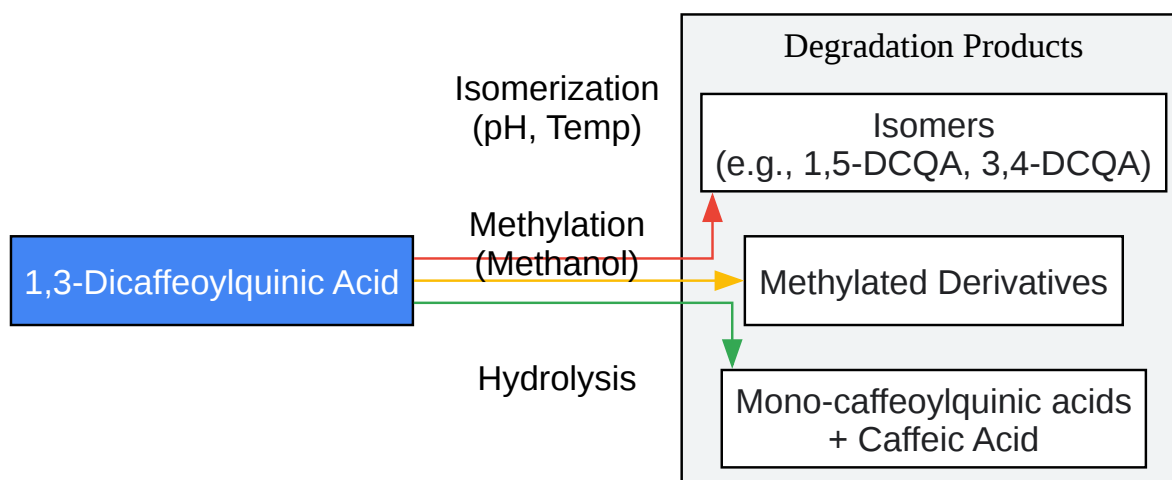 Degradation Products
Isomerization
(pH, Temp)
Isomers
(e.g., 1,5-DCQA, 3,4-DCQA)
Methylation
(Methanol)
1,3-Dicaffeoylquinic Acid
Methylated Derivatives
Hydrolysis
Mono-caffeoylquinic acids
+ Caffeic Acid